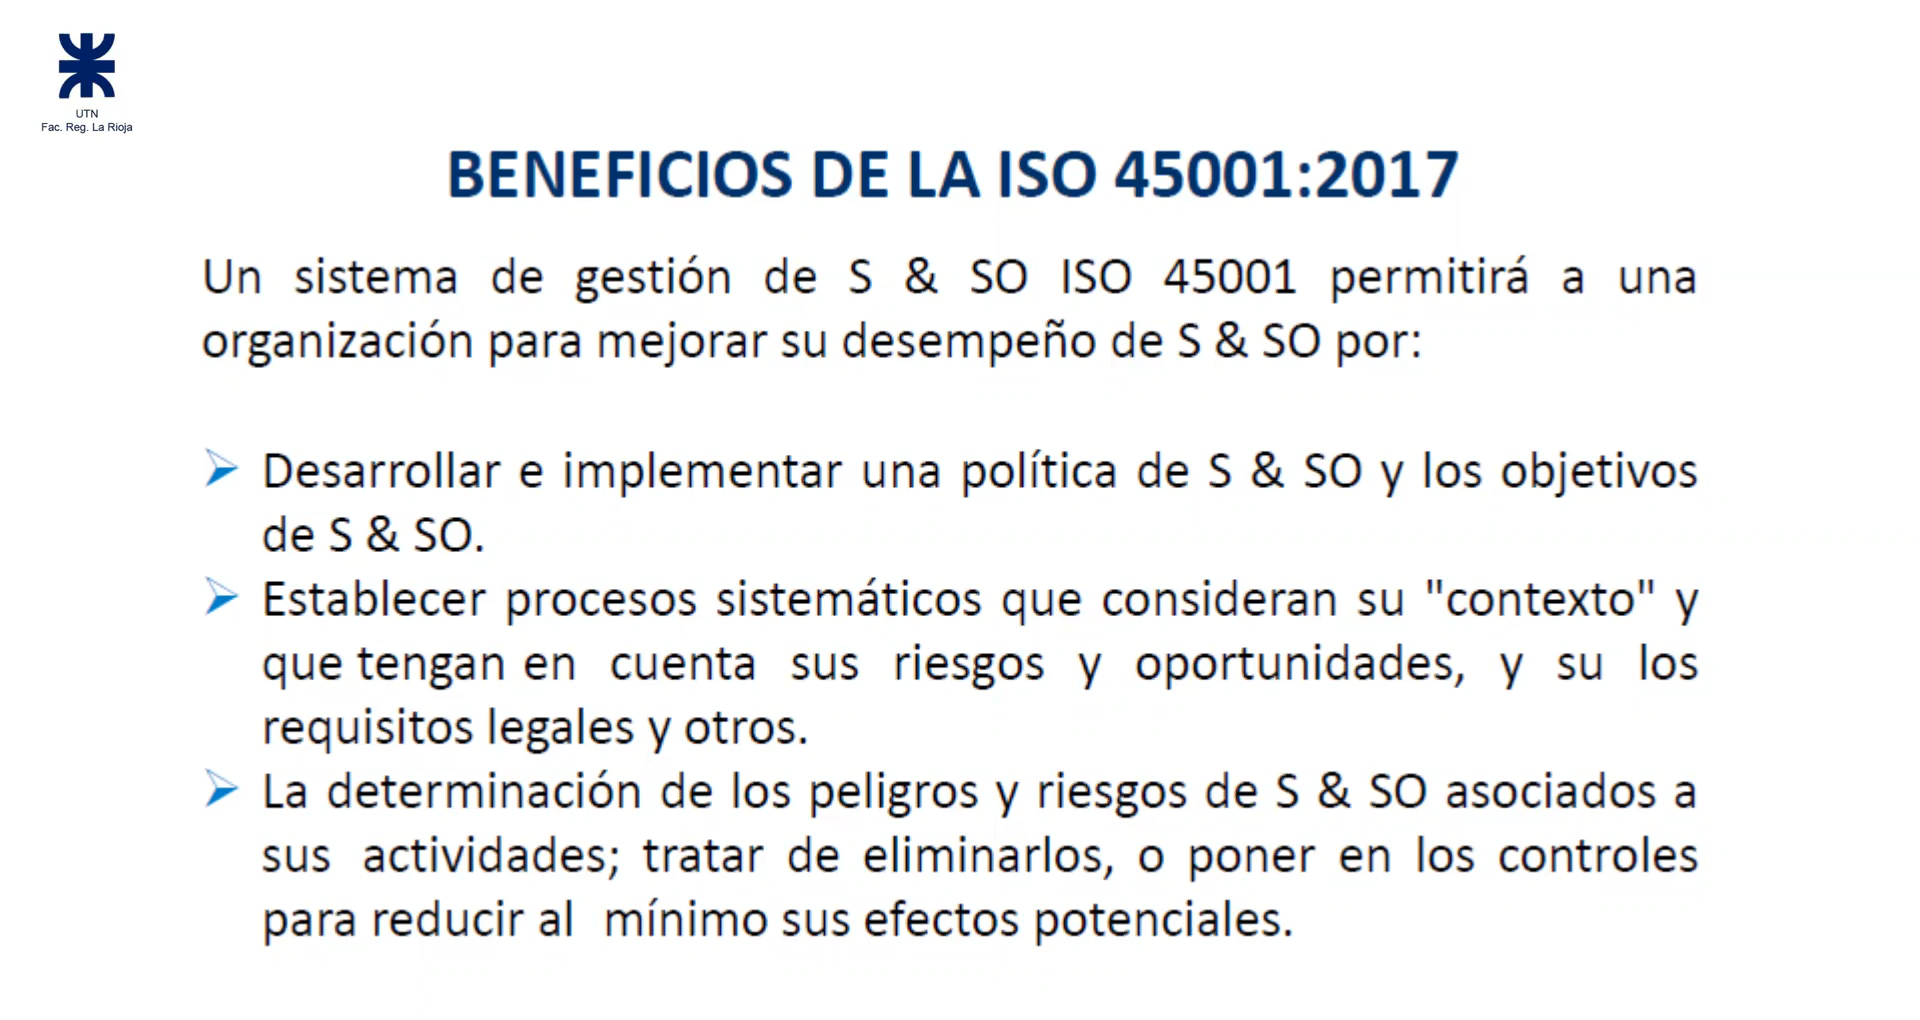 UTN
Fac. Reg. La Rioja
BENEFICIOS DE LA ISO 45001:2017
Un sistema de gestión de S & SO ISO 45001 permitirá a una
organización para mejorar su desempeño de S & SO por:
Desarrollar e implementar una política de S & SO y los objetivos
de S & SO.
Establecer procesos sistemáticos que consideran su "contexto" y
que tengan en cuenta sus riesgos y oportunidades, y su los
requisitos legales y otros.
La determinación de los peligros y riesgos de S & SO asociados a
sus actividades; tratar de eliminarlos, o poner en los controles
para reducir al mínimo sus efectos potenciales.